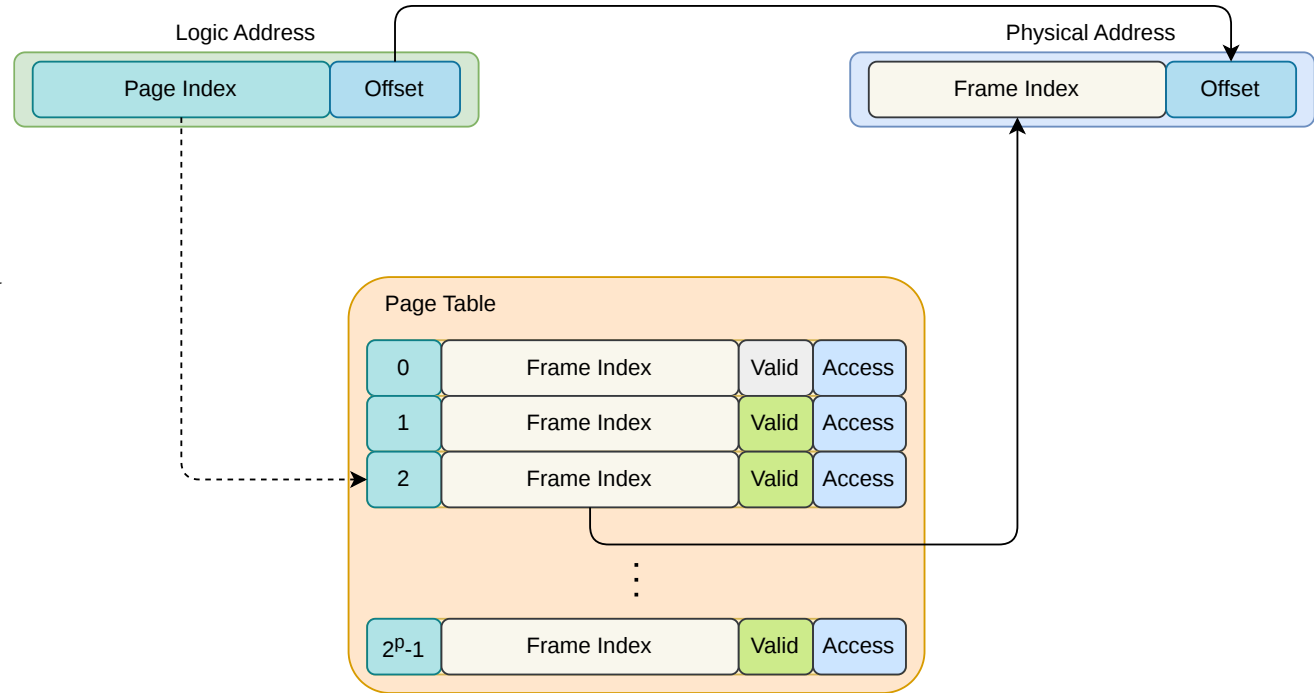 Logic Address
Physical Address
Page Index Offset
Frame Index Offset
Page Table
0 Frame Index Valid Access
1 Frame Index Valid Access
2 Frame Index Valid Access
⋮
2ᵖ-1 Frame Index Valid Access